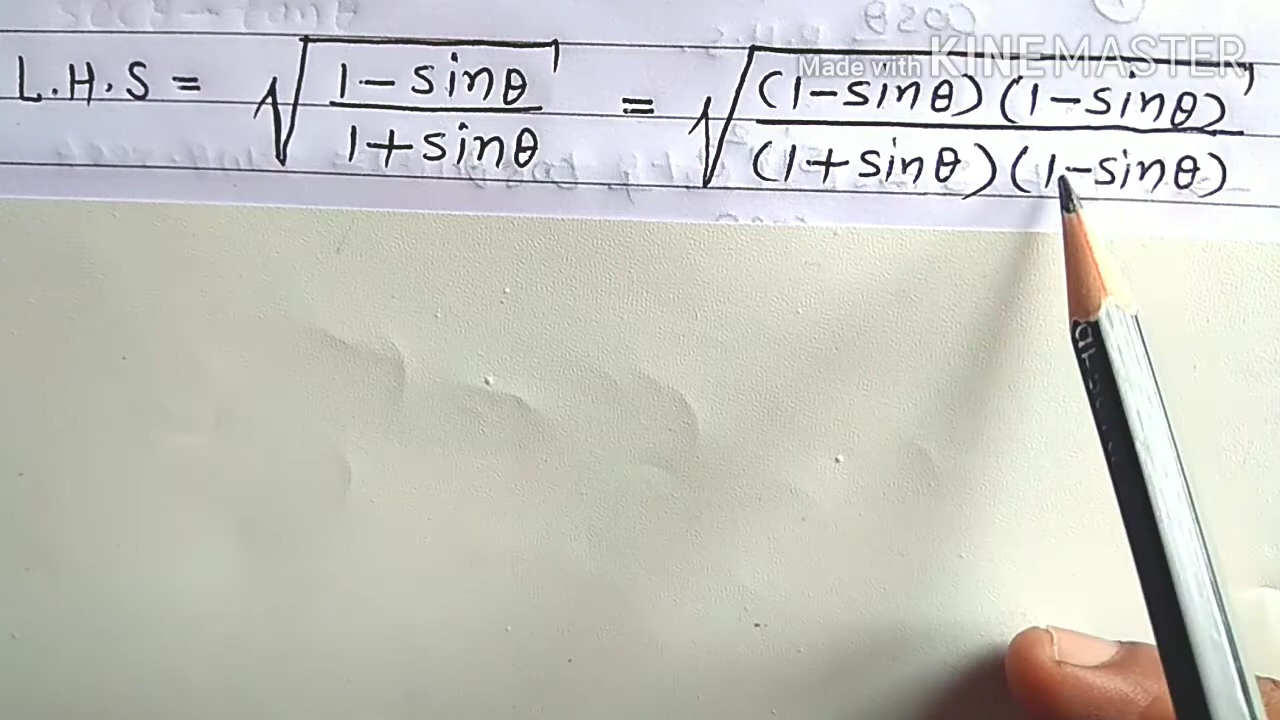 Made with KINEMASTER
L.H.S = √((1-sinθ)/(1+sinθ)) = √(((1-sinθ)(1-sinθ))/((1+sinθ)(1-sinθ)))